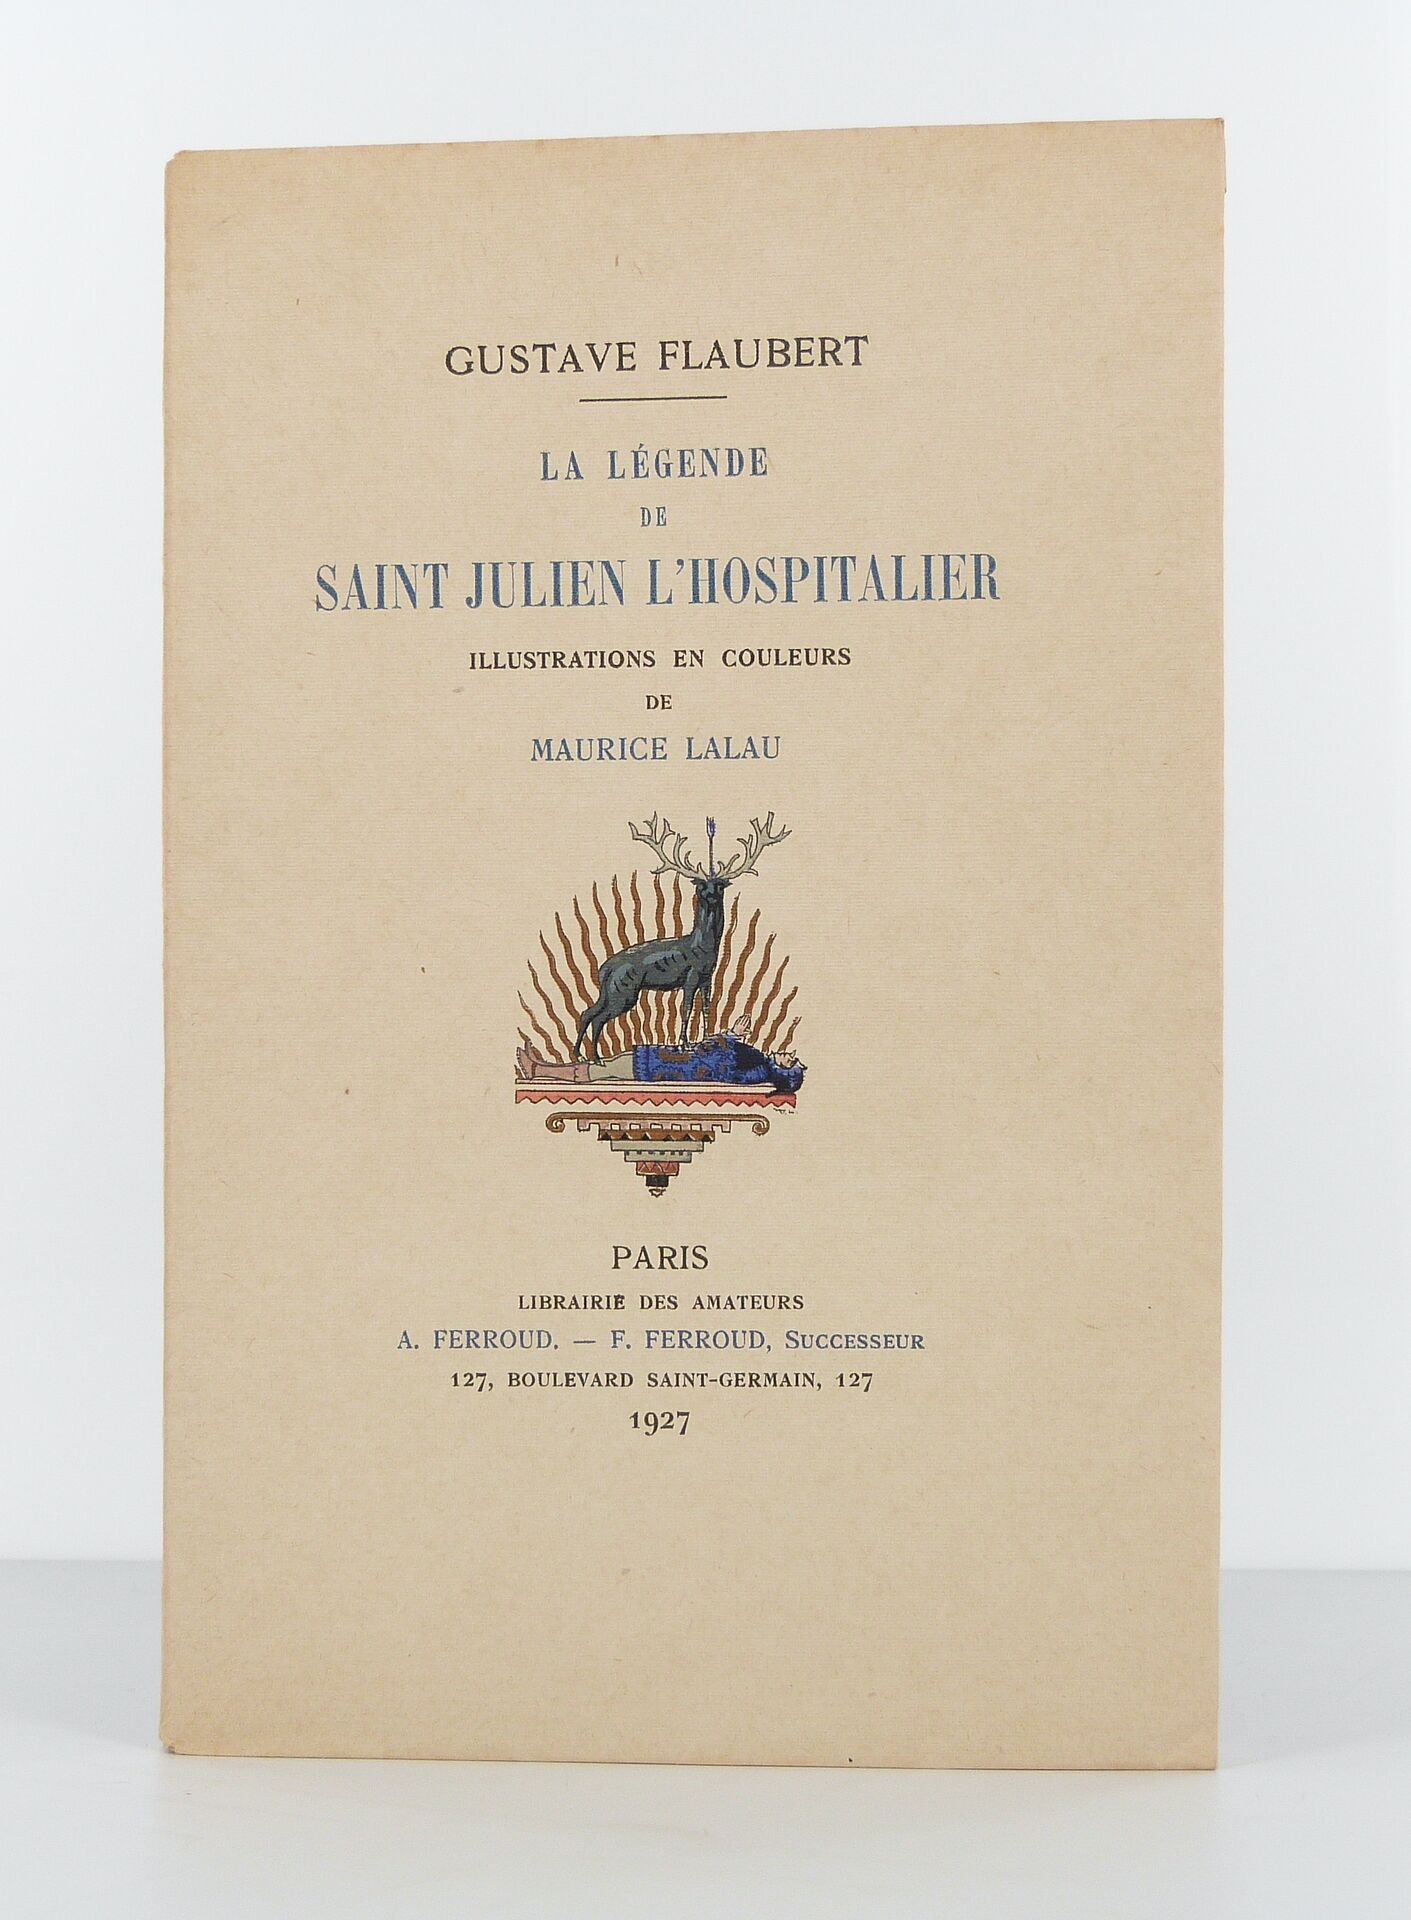 GUSTAVE FLAUBERT
LA LÉGENDE
DE
SAINT JULIEN L'HOSPITALIER
ILLUSTRATIONS EN COULEURS
DE
MAURICE LALAU
PARIS
LIBRAIRIE DES AMATEURS
A. FERROUD. — F. FERROUD, SUCCESSEUR
127, BOULEVARD SAINT-GERMAIN, 127
1927